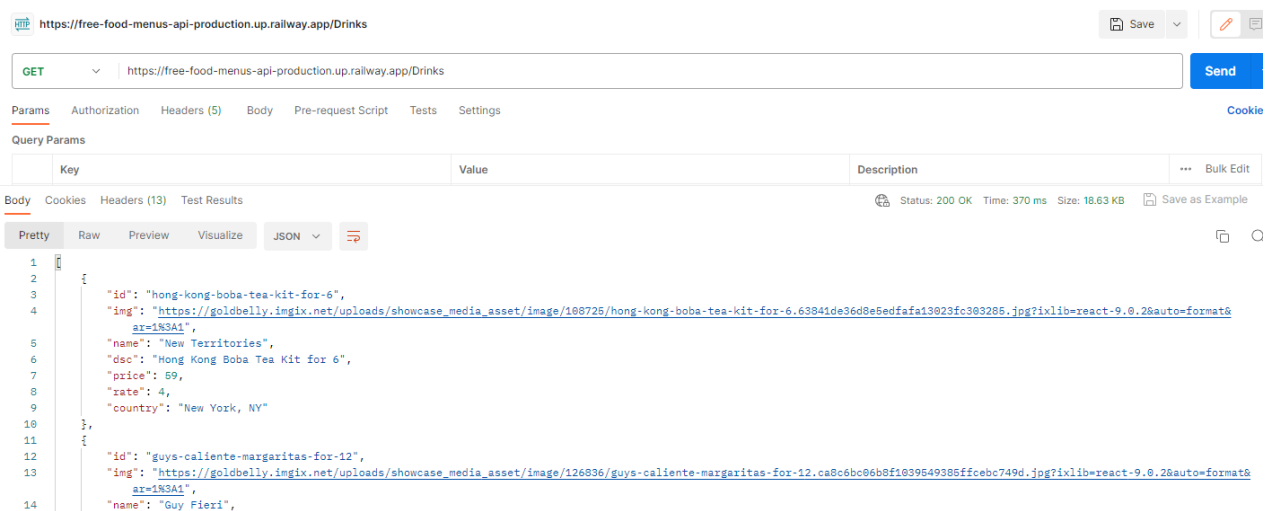 HTTP https://free-food-menus-api-production.up.railway.app/Drinks Save
GET https://free-food-menus-api-production.up.railway.app/Drinks Send
Params Authorization Headers (5) Body Pre-request Script Tests Settings Cookie
Query Params
Key Value Description ••• Bulk Edit
Body Cookies Headers (13) Test Results Status: 200 OK Time: 370 ms Size: 18.63 KB Save as Example
Pretty Raw Preview Visualize JSON
1 [
2 {
3 "id": "hong-kong-boba-tea-kit-for-6",
4 "img": "https://goldbelly.imgix.net/uploads/showcase_media_asset/image/108725/hong-kong-boba-tea-kit-for-6.63841de36d8e5edfafa13023fc303285.jpg?ixlib=react-9.0.2&auto=format&
ar=1%3A1",
5 "name": "New Territories",
6 "dsc": "Hong Kong Boba Tea Kit for 6",
7 "price": 59,
8 "rate": 4,
9 "country": "New York, NY"
10 },
11 {
12 "id": "guys-caliente-margaritas-for-12",
13 "img": "https://goldbelly.imgix.net/uploads/showcase_media_asset/image/126836/guys-caliente-margaritas-for-12.ca8c6bc06b8f1039549385ffcebc749d.jpg?ixlib=react-9.0.2&auto=format&
ar=1%3A1",
14 "name": "Guy Fieri",